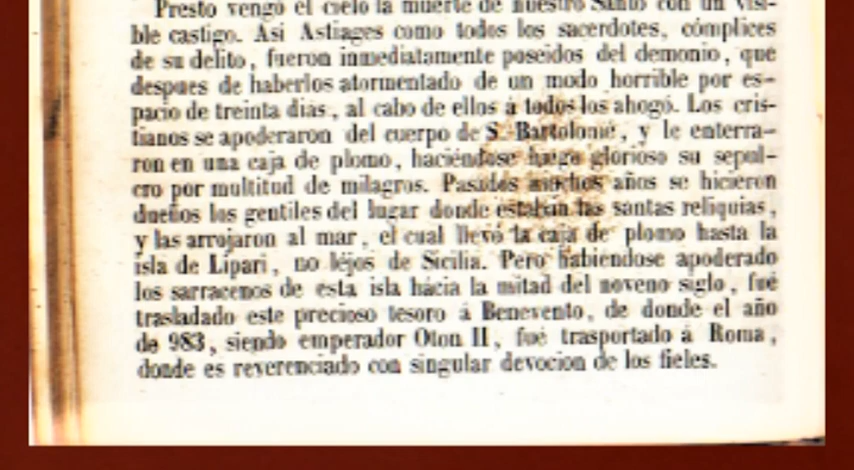 Presto vengó el cielo la muerte de nuestro Santo con un visi-
ble castigo. Asi Astiages como todos los sacerdotes, cómplices
de su delito, fueron inmediatamente poseidos del demonio, que
despues de haberlos atormentado de un modo horrible por es-
pacio de treinta dias, al cabo de ellos á todos los ahogó. Los cris-
tianos se apoderaron del cuerpo de S. Bartolomé, y le enterra-
ron en una caja de plomo, haciéndose luego glorioso su sepul-
cro por multitud de milagros. Pasados muchos años se hicieron
dueños los gentiles del lugar donde estaban las santas reliquias,
y las arrojaron al mar, el cual llevó la caja de plomo hasta la
isla de Lipari, no léjos de Sicilia. Pero habiendose apoderado
los sarracenos de esta isla hácia la mitad del noveno siglo, fué
trasladado este precioso tesoro á Benevento, de donde el año
de 983, siendo emperador Oton II, fué trasportado á Roma,
donde es reverenciado con singular devocion de los fieles.